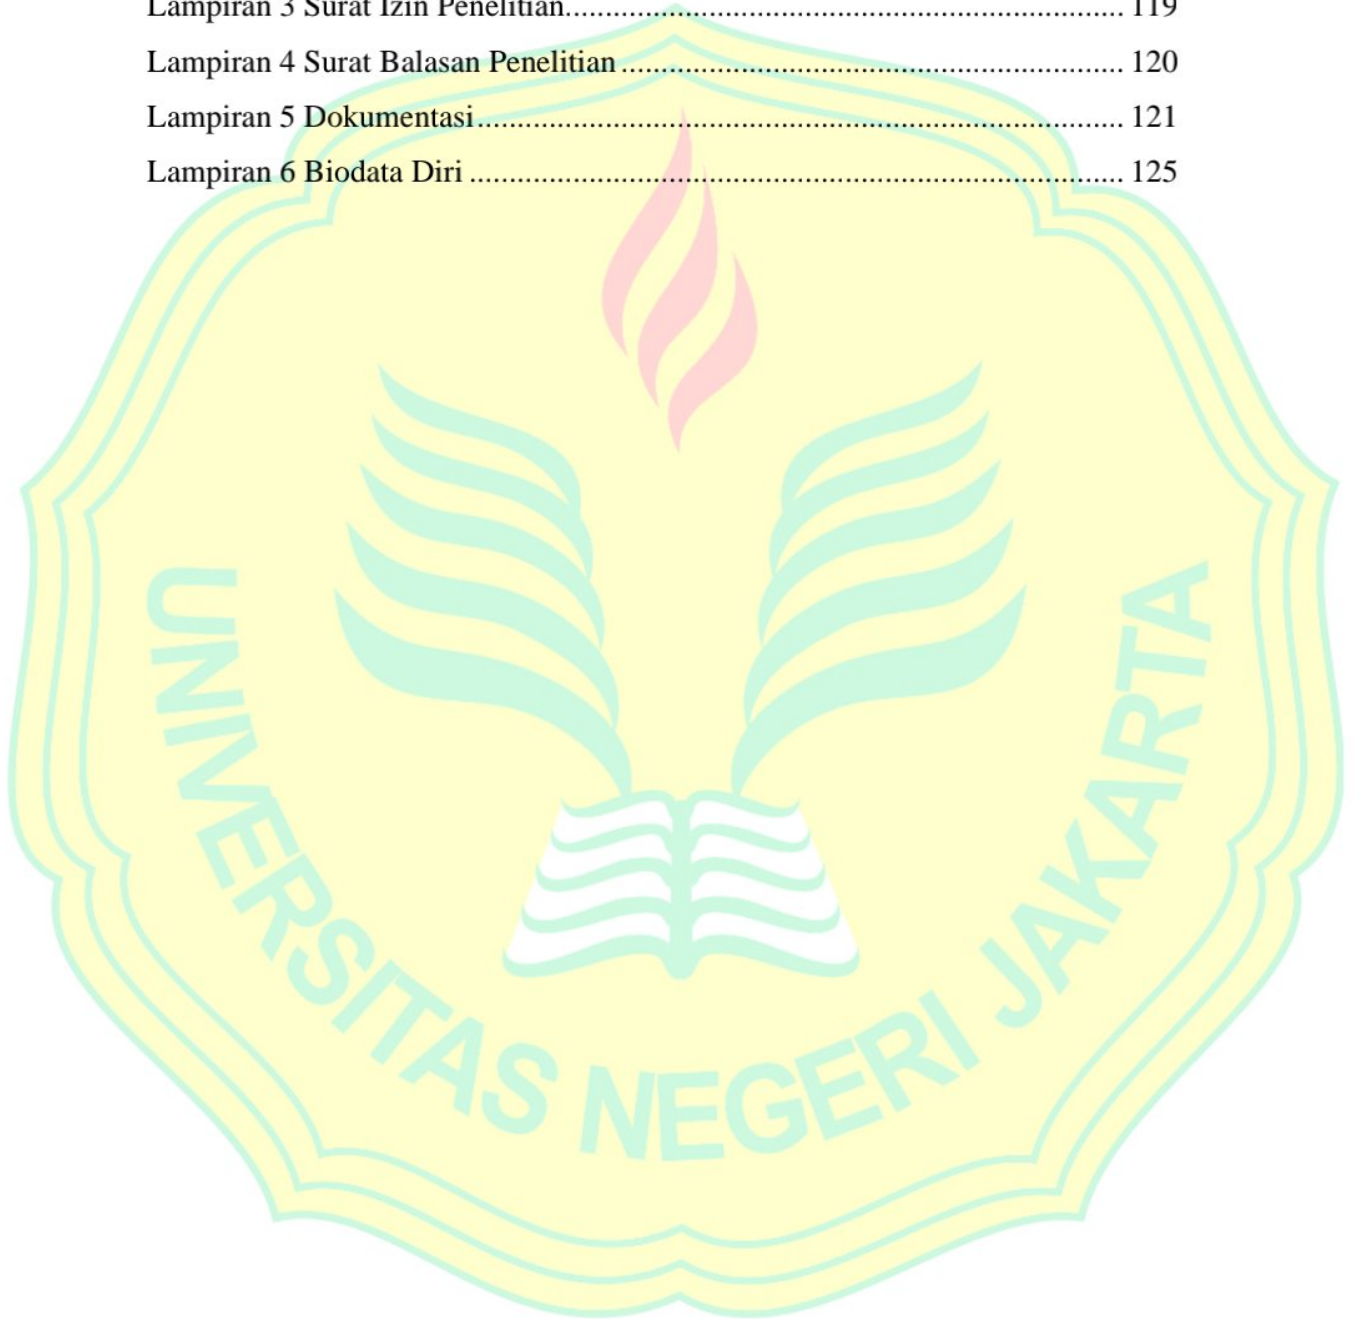 Lampiran 3 Surat Izin Penelitian........................................................................ 119
Lampiran 4 Surat Balasan Penelitian................................................................ 120
Lampiran 5 Dokumentasi.................................................................................. 121
Lampiran 6 Biodata Diri................................................................................... 125
UNIVERSITAS NEGERI JAKARTA